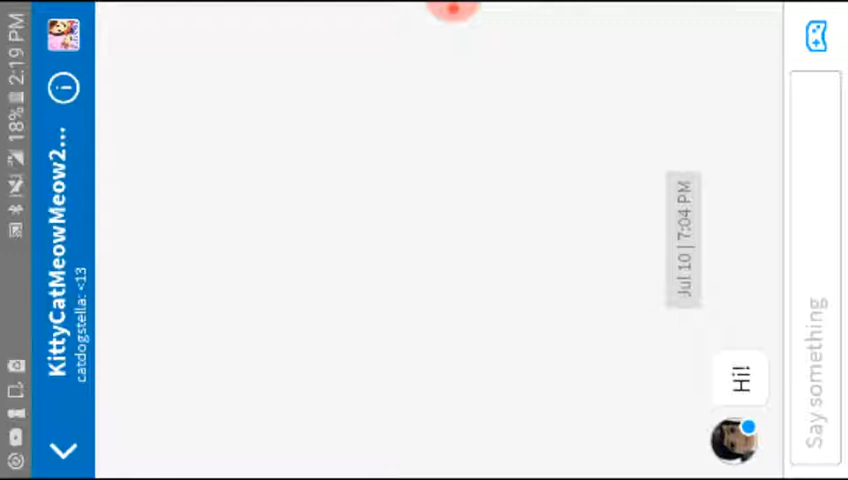 18% 2:19 PM
KittyCatMeowMeow2...
catdogstella: <13
Jul 10 | 7:04 PM
Hi!
Say something